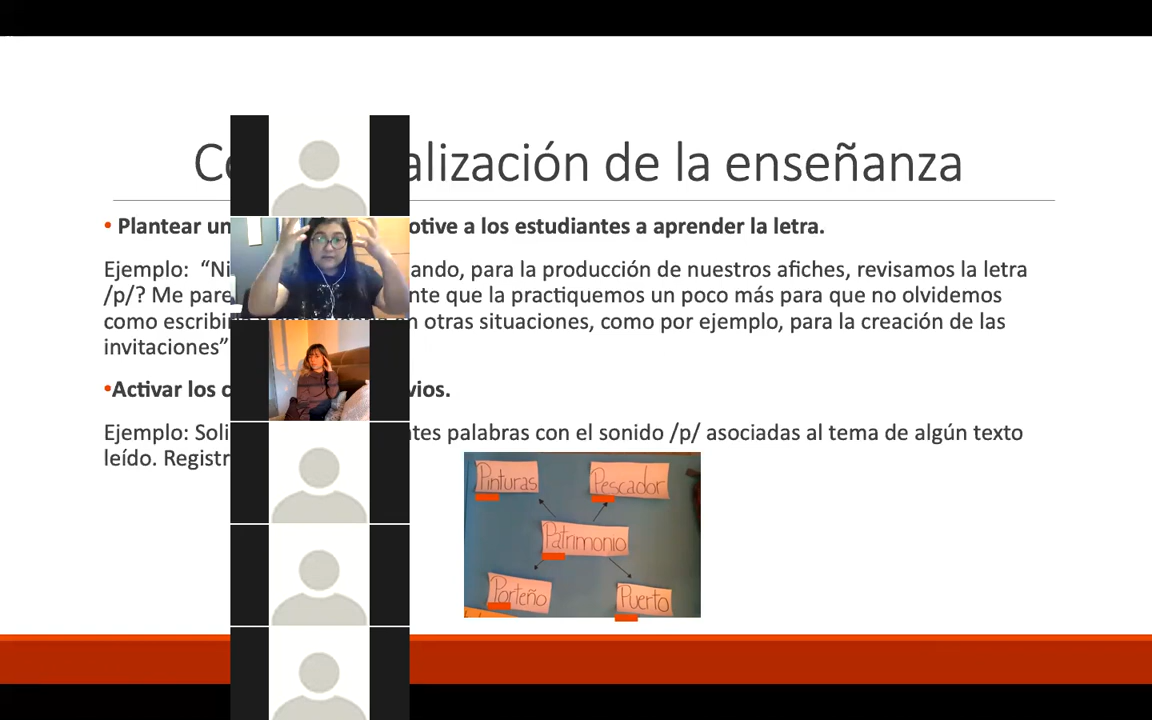 alización de la enseñanza
• Plantear un otive a los estudiantes a aprender la letra.
Ejemplo: “Ni ando, para la producción de nuestros afiches, revisamos la letra
/p/? Me pare nte que la practiquemos un poco más para que no olvidemos
como escribir otras situaciones, como por ejemplo, para la creación de las
invitaciones”
•Activar los c vios.
Ejemplo: Soli tes palabras con el sonido /p/ asociadas al tema de algún texto
leído. Registr
Pinturas Pescador
Patrimonio
Porteño Puerto